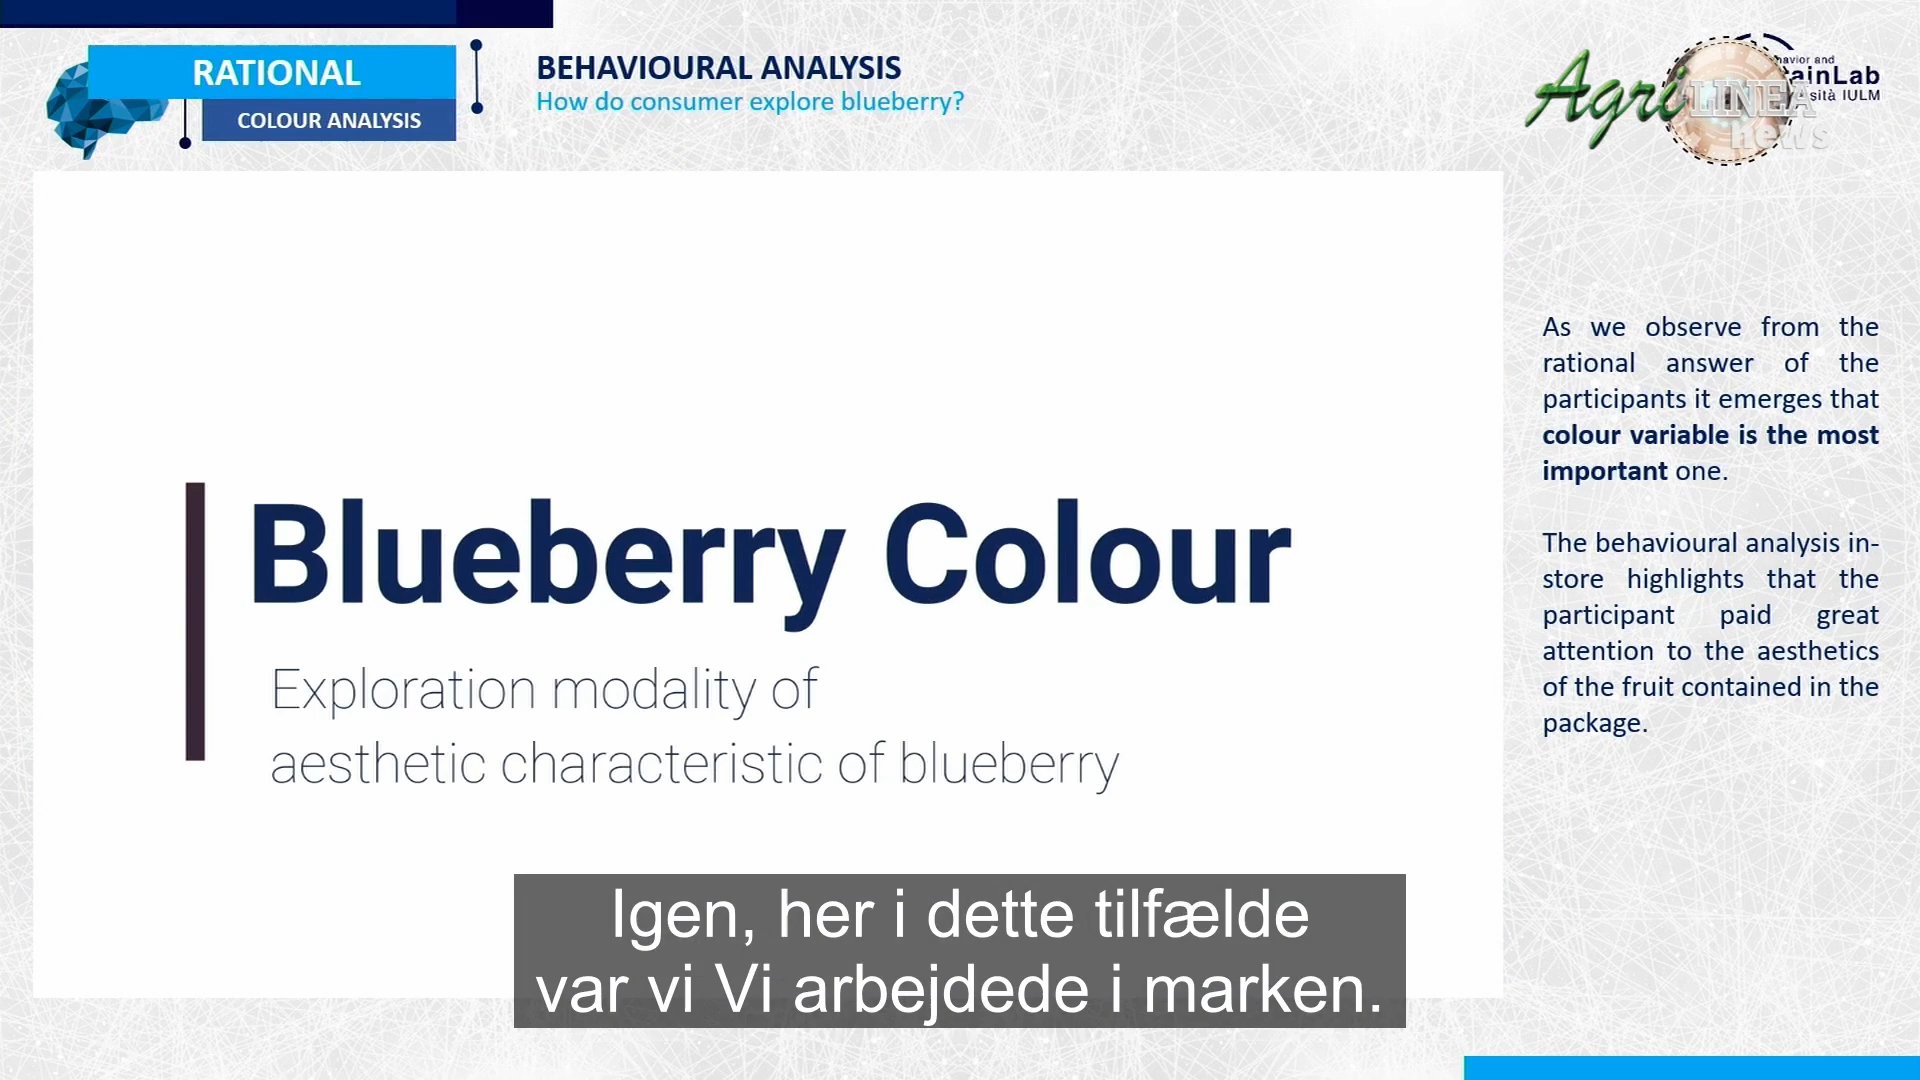 RATIONAL
COLOUR ANALYSIS
BEHAVIOURAL ANALYSIS
How do consumer explore blueberry?
Agri LINEA
news
ainLab
IULM
As we observe from the
rational answer of the
participants it emerges that
colour variable is the most
important one.
The behavioural analysis in-
store highlights that the
participant paid great
attention to the aesthetics
of the fruit contained in the
package.
Blueberry Colour
Exploration modality of
aesthetic characteristic of blueberry
Igen, her i dette tilfælde
var vi Vi arbejdede i marken.